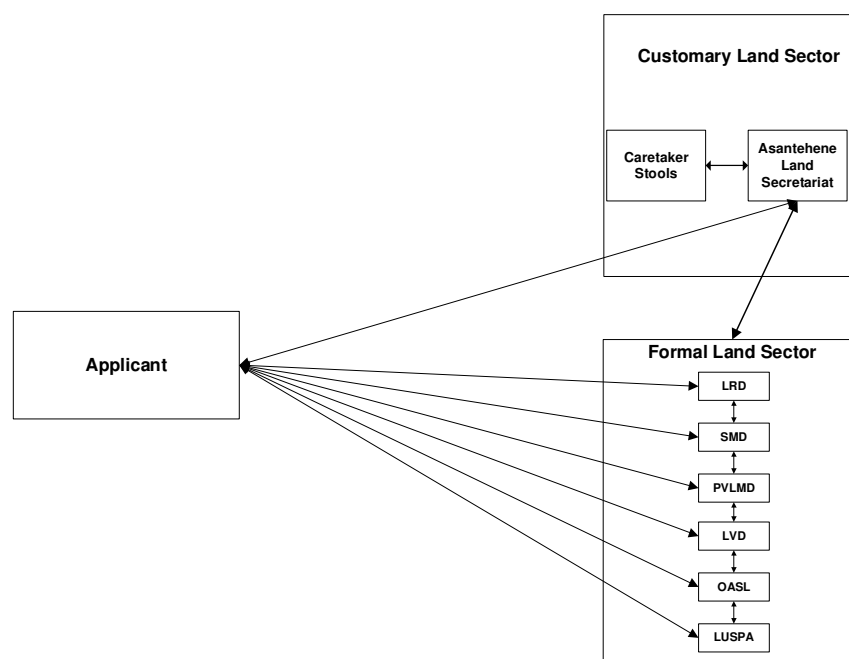 Customary Land Sector
Caretaker
Stools
Asantehene
Land
Secretariat
Applicant
Formal Land Sector
LRD
SMD
PVLMD
LVD
OASL
LUSPA